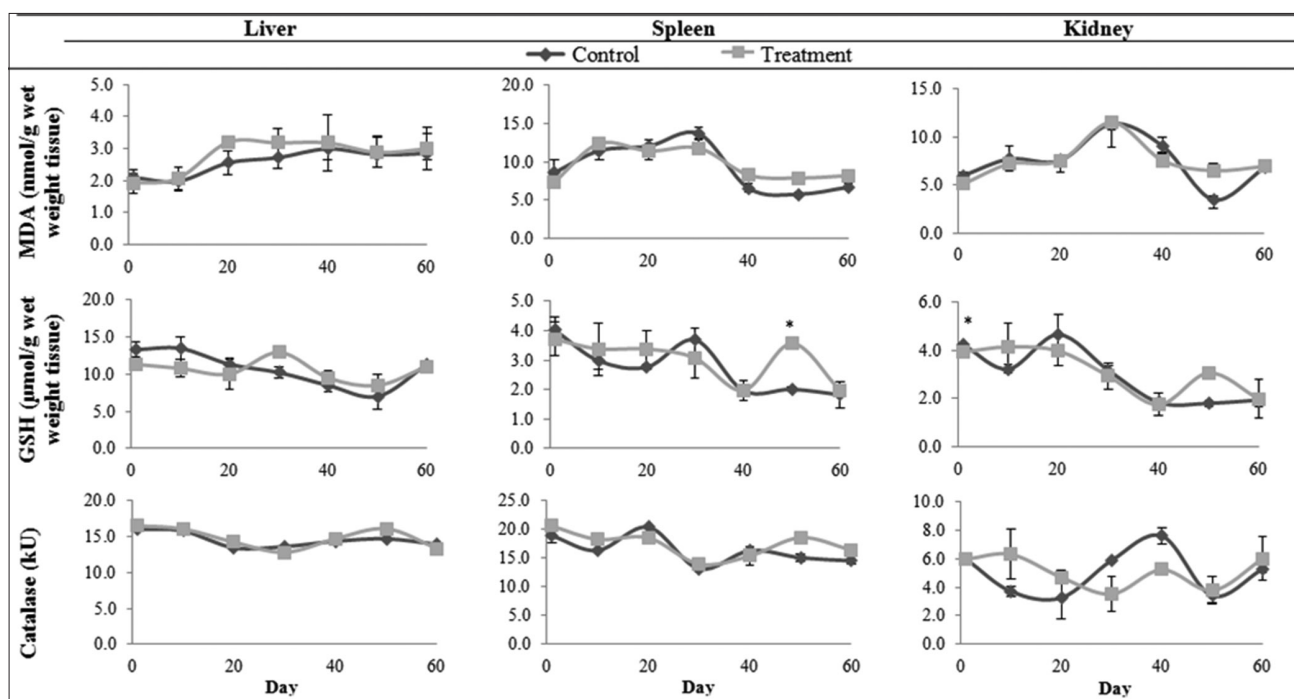 Liver Spleen Kidney
Control Treatment
MDA (nmol/g wet
weight tissue)
5.0
4.0
3.0
2.0
1.0
0.0
0 20 40 60
20.0
15.0
10.0
5.0
0.0
0 20 40 60
15.0
10.0
5.0
0.0
0 20 40 60
GSH (µmol/g wet
weight tissue)
20.0
15.0
10.0
5.0
0.0
0 20 40 60
5.0
4.0
3.0
2.0
1.0
0.0
*
0 20 40 60
6.0
4.0
2.0
0.0
*
0 20 40 60
Catalase (kU)
20.0
15.0
10.0
5.0
0.0
0 20 40 60
Day
25.0
20.0
15.0
10.0
5.0
0.0
0 20 40 60
Day
10.0
8.0
6.0
4.0
2.0
0.0
0 20 40 60
Day